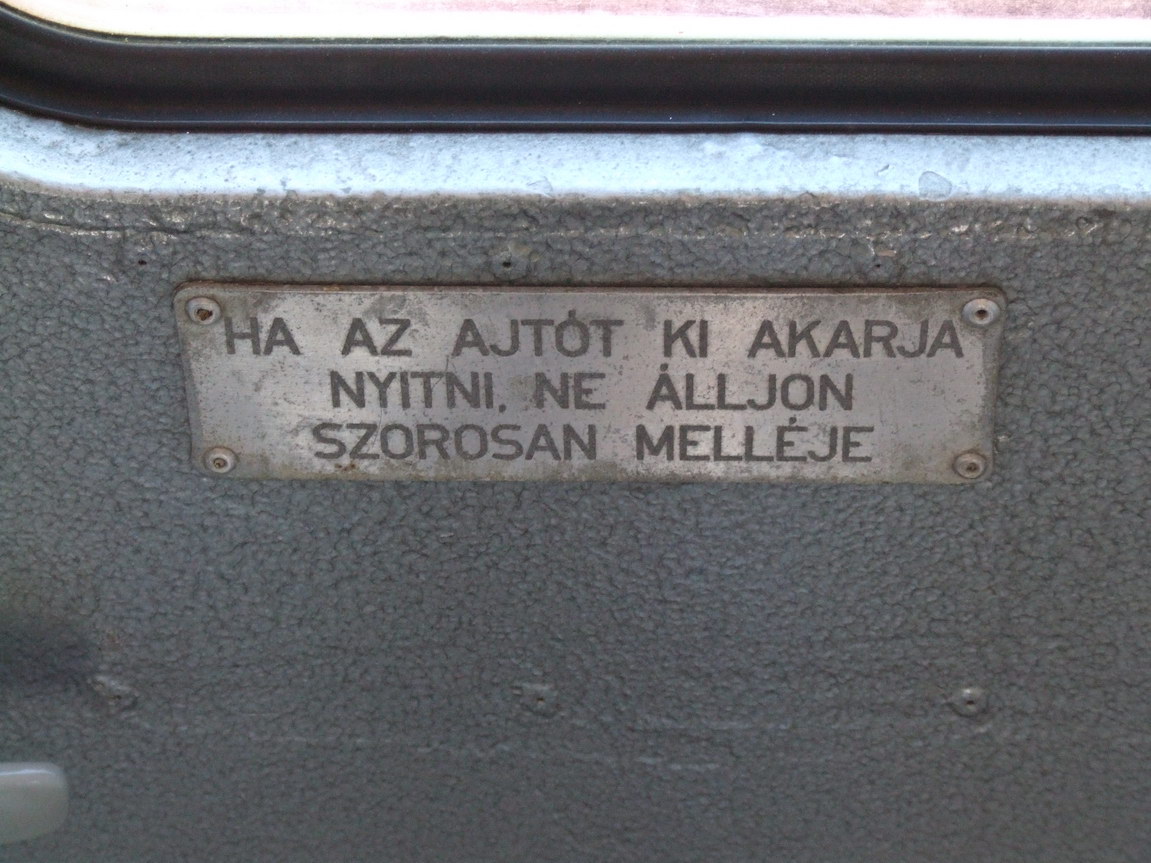 HA AZ AJTÓT KI AKARJA
NYITNI, NE ÁLLJON
SZOROSAN MELLÉJE